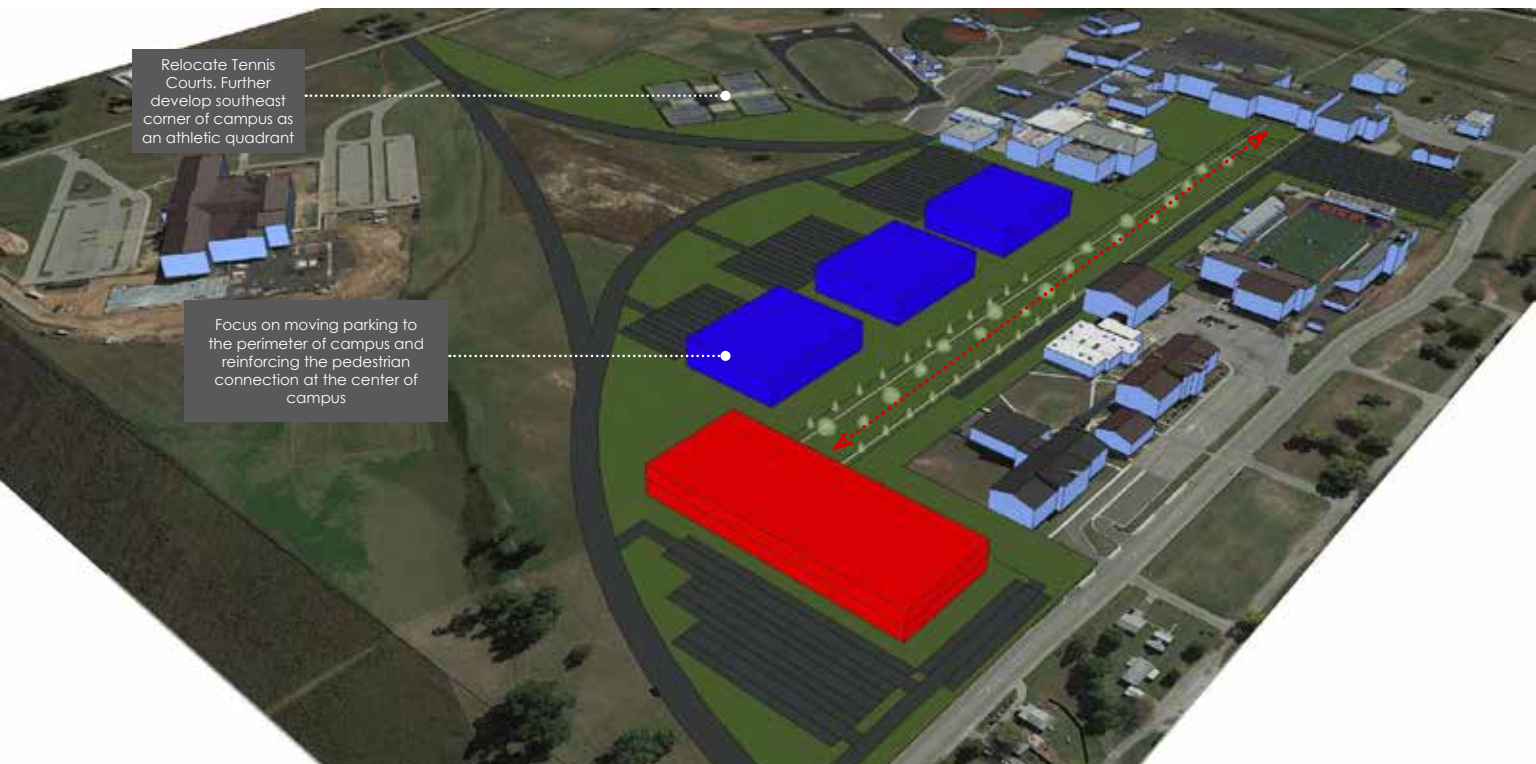 Relocate Tennis
Courts. Further
develop southeast
corner of campus as
an athletic quadrant
Focus on moving parking to
the perimeter of campus and
reinforcing the pedestrian
connection at the center of
campus